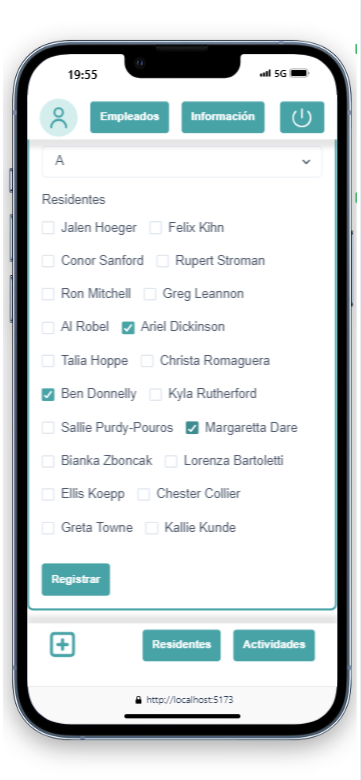 19:55 5G
Empleados Información
A
Residentes
Jalen Hoeger Felix Kihn
Conor Sanford Rupert Stroman
Ron Mitchell Greg Leannon
Al Robel Ariel Dickinson
Talia Hoppe Christa Romaguera
Ben Donnelly Kyla Rutherford
Sallie Purdy-Pouros Margaretta Dare
Bianka Zboncak Lorenza Bartoletti
Ellis Koepp Chester Collier
Greta Towne Kallie Kunde
Registrar
Residentes Actividades
http://localhost:5173